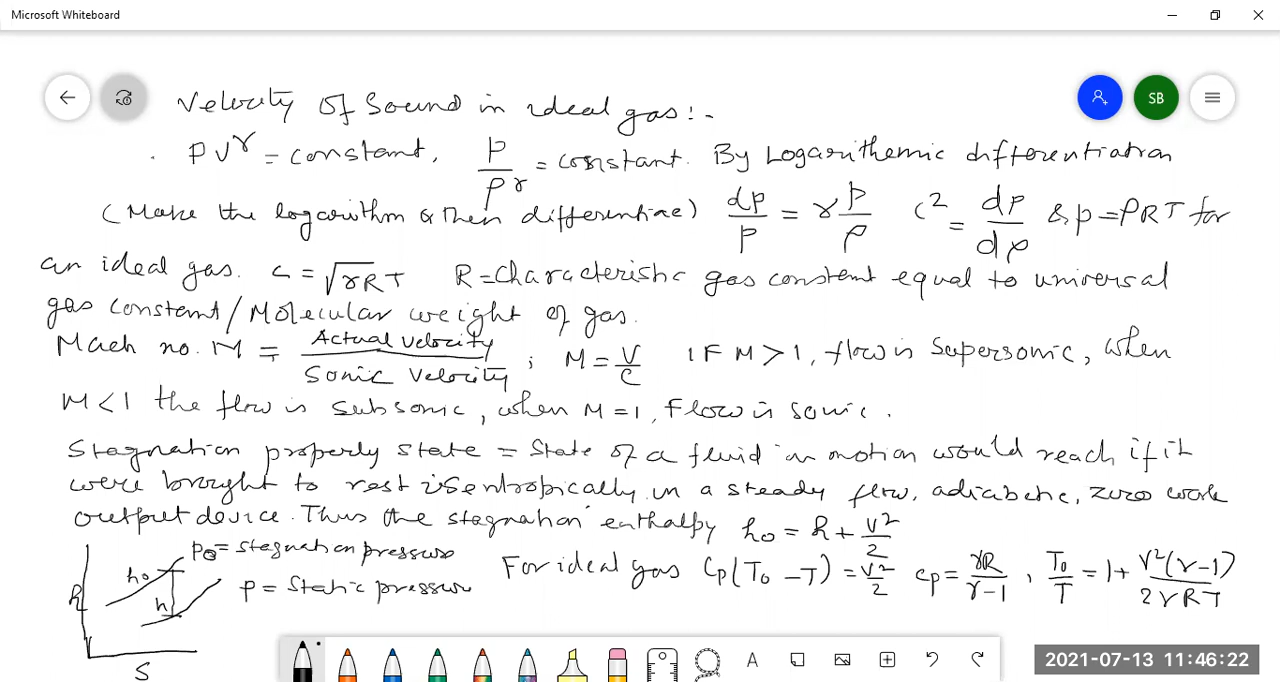 Microsoft Whiteboard
SB
Velocity of Sound in ideal gas:-
PV^γ = constant, p/ρ^γ = constant. By Logarithemic differentiation
(Make the logarithm & then differentiae) dp/p = γ p/ρ c² = dp/dρ & p = ρRT for
an ideal gas. c = √γRT R = Characteristic gas constant equal to universal
gas constant / Molecular weight of gas.
Mach no. M = Actual velocity / Sonic Velocity ; M = V/C IF M > 1, flow is supersonic, when
M < 1 the flow is subsonic, when M = 1, Flow is sonic.
Stagnation property state = State of a fluid in motion would reach if it
were brought to rest isentropically in a steady flow, adiabatic, zero work
output device. Thus the stagnation enthalpy h₀ = h + V²/2
p₀ = stagnation pressure
h₀
h
h
p = Static pressure
S
For ideal gas Cp(T₀ - T) = V²/2 cp = γR/γ-1 , T₀/T = 1 + V²(γ-1)/2γRT
A
2021-07-13 11:46:22